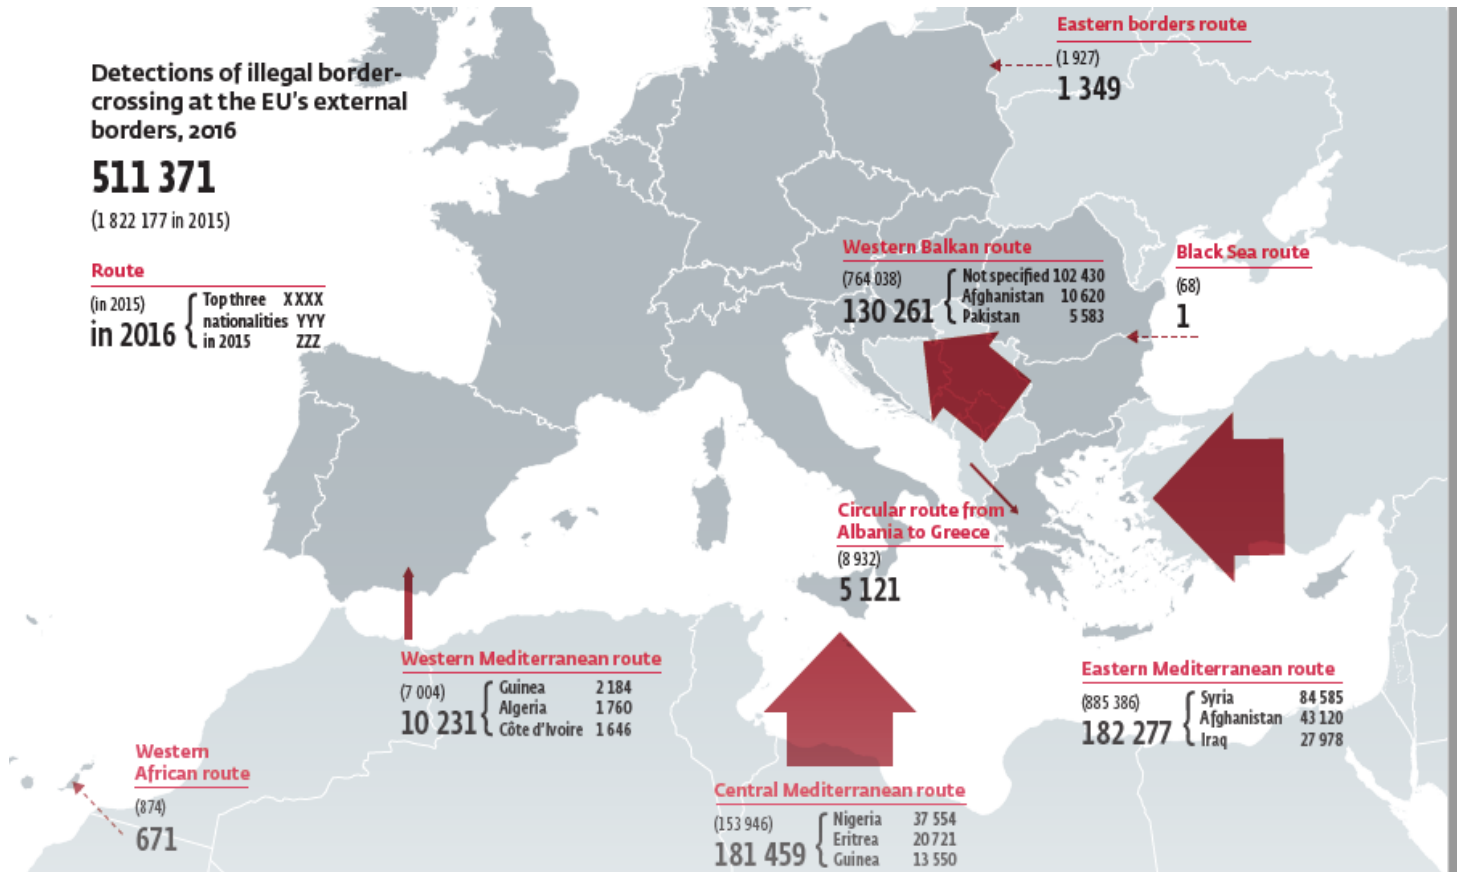 Detections of illegal border-
crossing at the EU's external
borders, 2016
511 371
(1 822 177 in 2015)
Route
(in 2015)
in 2016
Top three XXXX
nationalities YYY
in 2015 ZZZ
Eastern borders route
(1 927)
1 349
Western Balkan route
(764 038)
130 261
Not specified 102 430
Afghanistan 10 620
Pakistan 5 583
Black Sea route
(68)
1
Circular route from
Albania to Greece
(8 932)
5 121
Western Mediterranean route
(7 004)
10 231
Guinea 2 184
Algeria 1 760
Côte d'Ivoire 1 646
Eastern Mediterranean route
(885 386)
182 277
Syria 84 585
Afghanistan 43 120
Iraq 27 978
Western
African route
(874)
671
Central Mediterranean route
(153 946)
181 459
Nigeria 37 554
Eritrea 20 721
Guinea 13 550